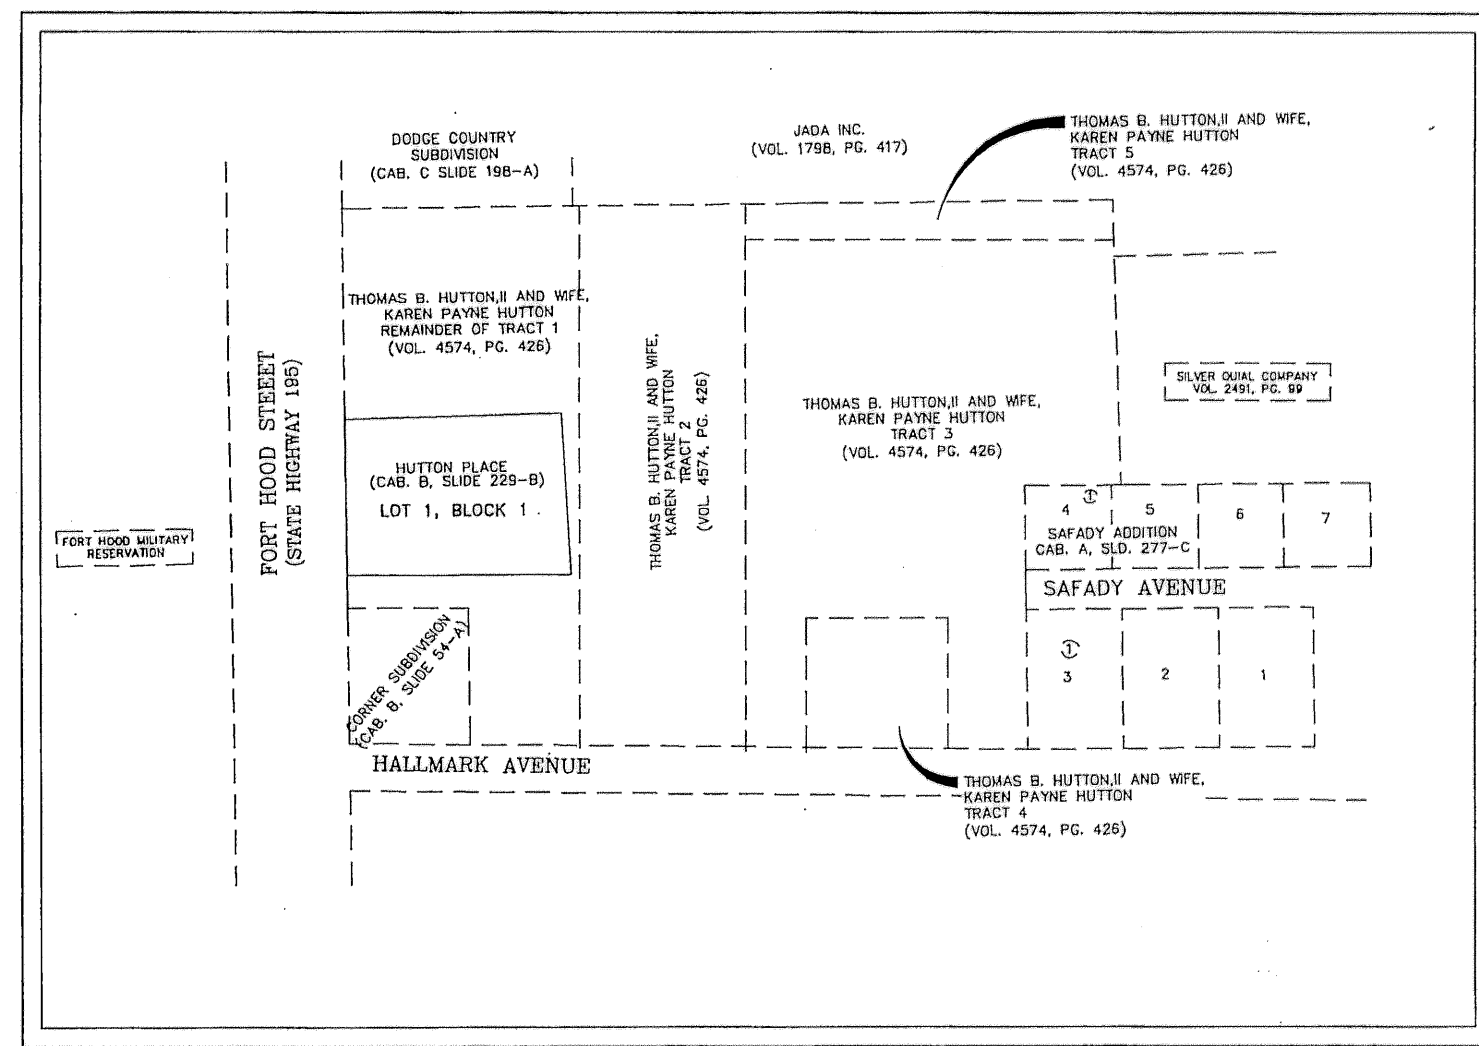 DODGE COUNTRY
SUBDIVISION
(CAB. C SLIDE 198-A)
JADA INC.
(VOL. 1798, PG. 417)
THOMAS B. HUTTON,II AND WIFE,
KAREN PAYNE HUTTON
TRACT 5
(VOL. 4574, PG. 426)
THOMAS B. HUTTON,II AND WIFE,
KAREN PAYNE HUTTON
REMAINDER OF TRACT 1
(VOL. 4574, PG. 426)
FORT HOOD STEEET
(STATE HIGHWAY 195)
THOMAS B. HUTTON,II AND WIFE,
KAREN PAYNE HUTTON
TRACT 2
(VOL. 4574, PG. 426)
THOMAS B. HUTTON,II AND WIFE,
KAREN PAYNE HUTTON
TRACT 3
(VOL. 4574, PG. 426)
SILVER QUIAL COMPANY
VOL. 2491, PG. 99
HUTTON PLACE
(CAB. B, SLIDE 229-B)
LOT 1, BLOCK 1
FORT HOOD MILITARY
RESERVATION
1
4
5
6
7
SAFADY ADDITION
CAB. A, SLD. 277-C
SAFADY AVENUE
CORNER SUBDIVISION
(CAB. B, SLIDE 54-A)
1
3
2
1
HALLMARK AVENUE
THOMAS B. HUTTON,II AND WIFE,
KAREN PAYNE HUTTON
TRACT 4
(VOL. 4574, PG. 426)